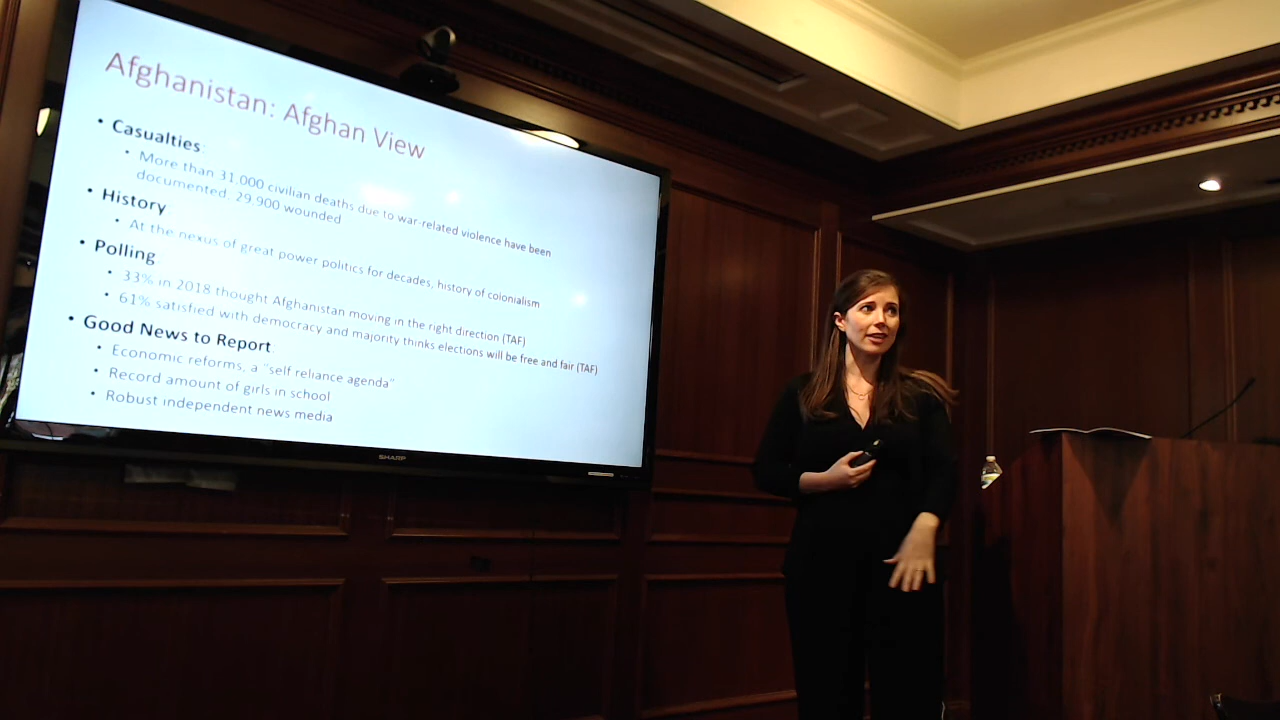 Afghanistan: Afghan View
• Casualties
• More than 31,000 civilian deaths due to war-related violence have been
documented. 29,900 wounded
• History
• At the nexus of great power politics for decades, history of colonialism
• Polling
• 33% in 2018 thought Afghanistan moving in the right direction (TAF)
• 61% satisfied with democracy and majority thinks elections will be free and fair (TAF)
• Good News to Report
• Economic reforms, a "self reliance agenda"
• Record amount of girls in school
• Robust independent news media
SHARP